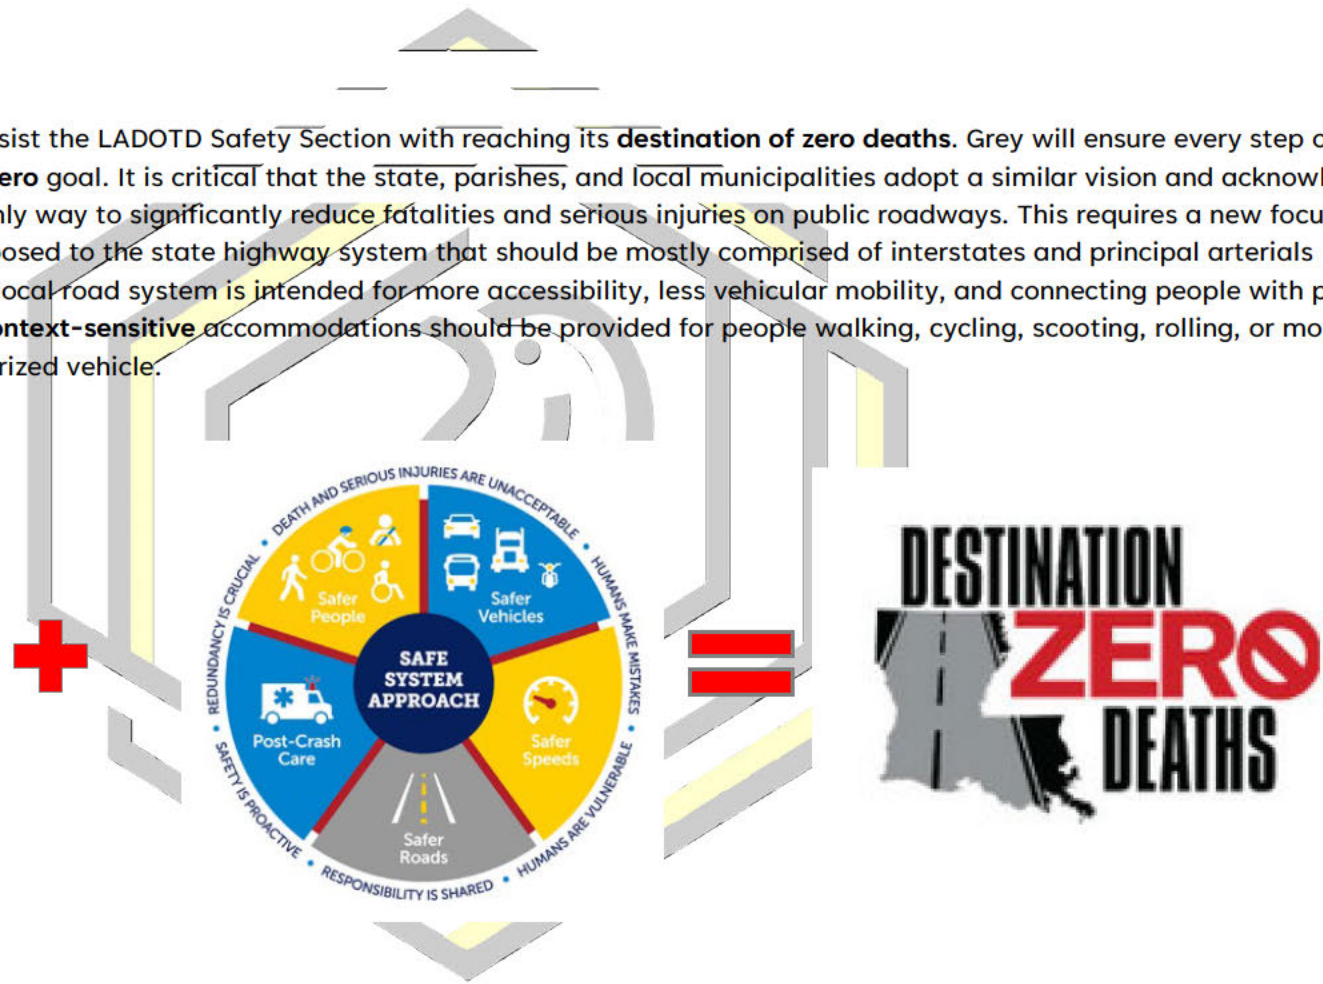 sist the LADOTD Safety Section with reaching its destination of zero deaths. Grey will ensure every step o
ero goal. It is critical that the state, parishes, and local municipalities adopt a similar vision and acknowl
nly way to significantly reduce fatalities and serious injuries on public roadways. This requires a new focu
posed to the state highway system that should be mostly comprised of interstates and principal arterials
local road system is intended for more accessibility, less vehicular mobility, and connecting people with p
ontext-sensitive accommodations should be provided for people walking, cycling, scooting, rolling, or mo
rized vehicle.
DEATH AND SERIOUS INJURIES ARE UNACCEPTABLE •
HUMANS MAKE MISTAKES •
HUMANS ARE VULNERABLE •
RESPONSIBILITY IS SHARED •
SAFETY IS PROACTIVE •
REDUNDANCY IS CRUCIAL •
Safer
People
Safer
Vehicles
SAFE
SYSTEM
APPROACH
Post-Crash
Care
Safer
Speeds
Safer
Roads
DESTINATION
ZERO
DEATHS